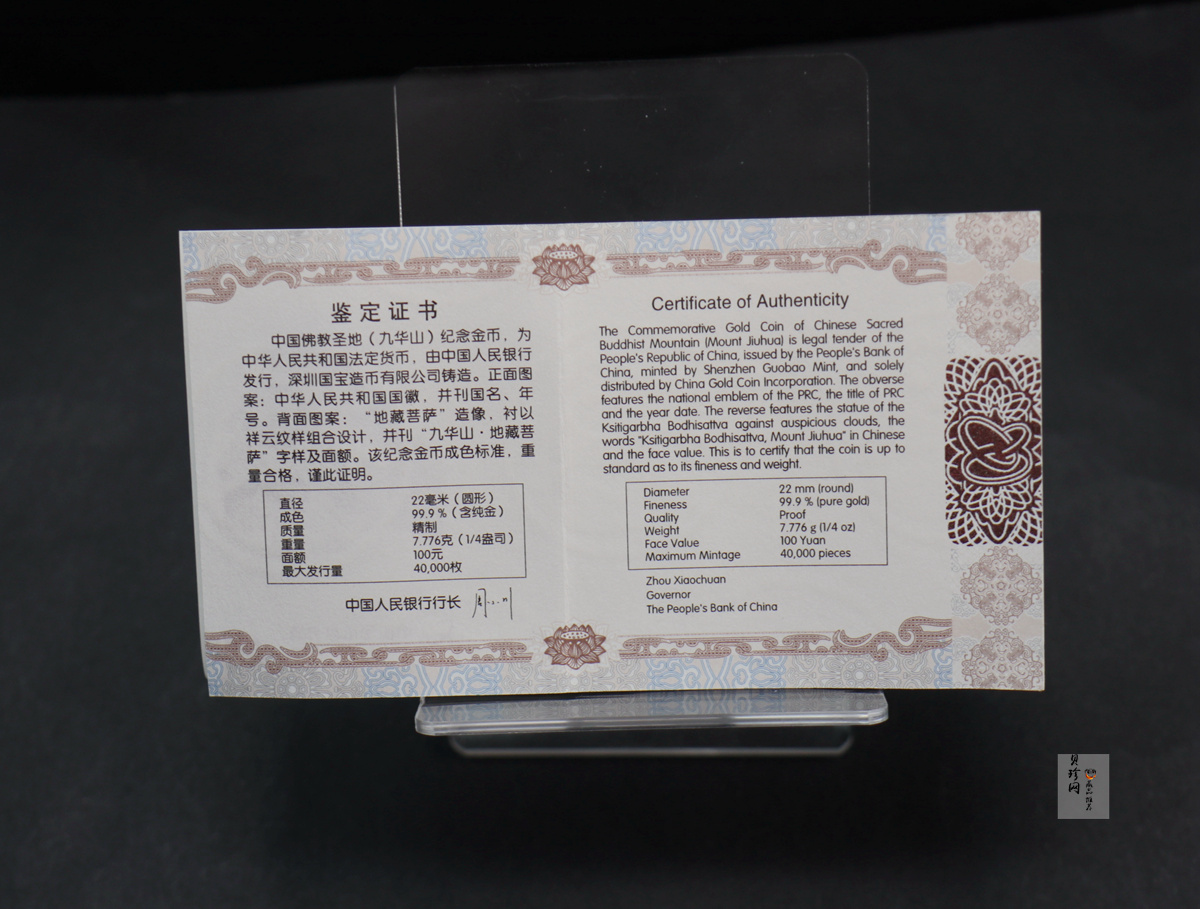 鉴定证书
中国佛教圣地（九华山）纪念金币，为
中华人民共和国法定货币，由中国人民银行
发行，深圳国宝造币有限公司铸造。正面图
案：中华人民共和国国徽，并刊国名、年
号。背面图案：“地藏菩萨”造像，衬以
祥云纹样组合设计，并刊“九华山·地藏菩
萨”字样及面额。该纪念金币成色标准，重
量合格，谨此证明。
直径 22毫米（圆形）
成色 99.9％（含纯金）
质量 精制
重量 7.776克（1/4盎司）
面额 100元
最大发行量 40,000枚
中国人民银行行长
Certificate of Authenticity
The Commemorative Gold Coin of Chinese Sacred
Buddhist Mountain (Mount Jiuhua) is legal tender of the
People's Republic of China, issued by the People's Bank of
China, minted by Shenzhen Guobao Mint, and solely
distributed by China Gold Coin Incorporation. The obverse
features the national emblem of the PRC, the title of PRC
and the year date. The reverse features the statue of the
Ksitigarbha Bodhisattva against auspicious clouds, the
words "Ksitigarbha Bodhisattva, Mount Jiuhua" in Chinese
and the face value. This is to certify that the coin is up to
standard as to its fineness and weight.
Diameter 22 mm (round)
Fineness 99.9 % (pure gold)
Quality Proof
Weight 7.776 g (1/4 oz)
Face Value 100 Yuan
Maximum Mintage 40,000 pieces
Zhou Xiaochuan
Governor
The People's Bank of China